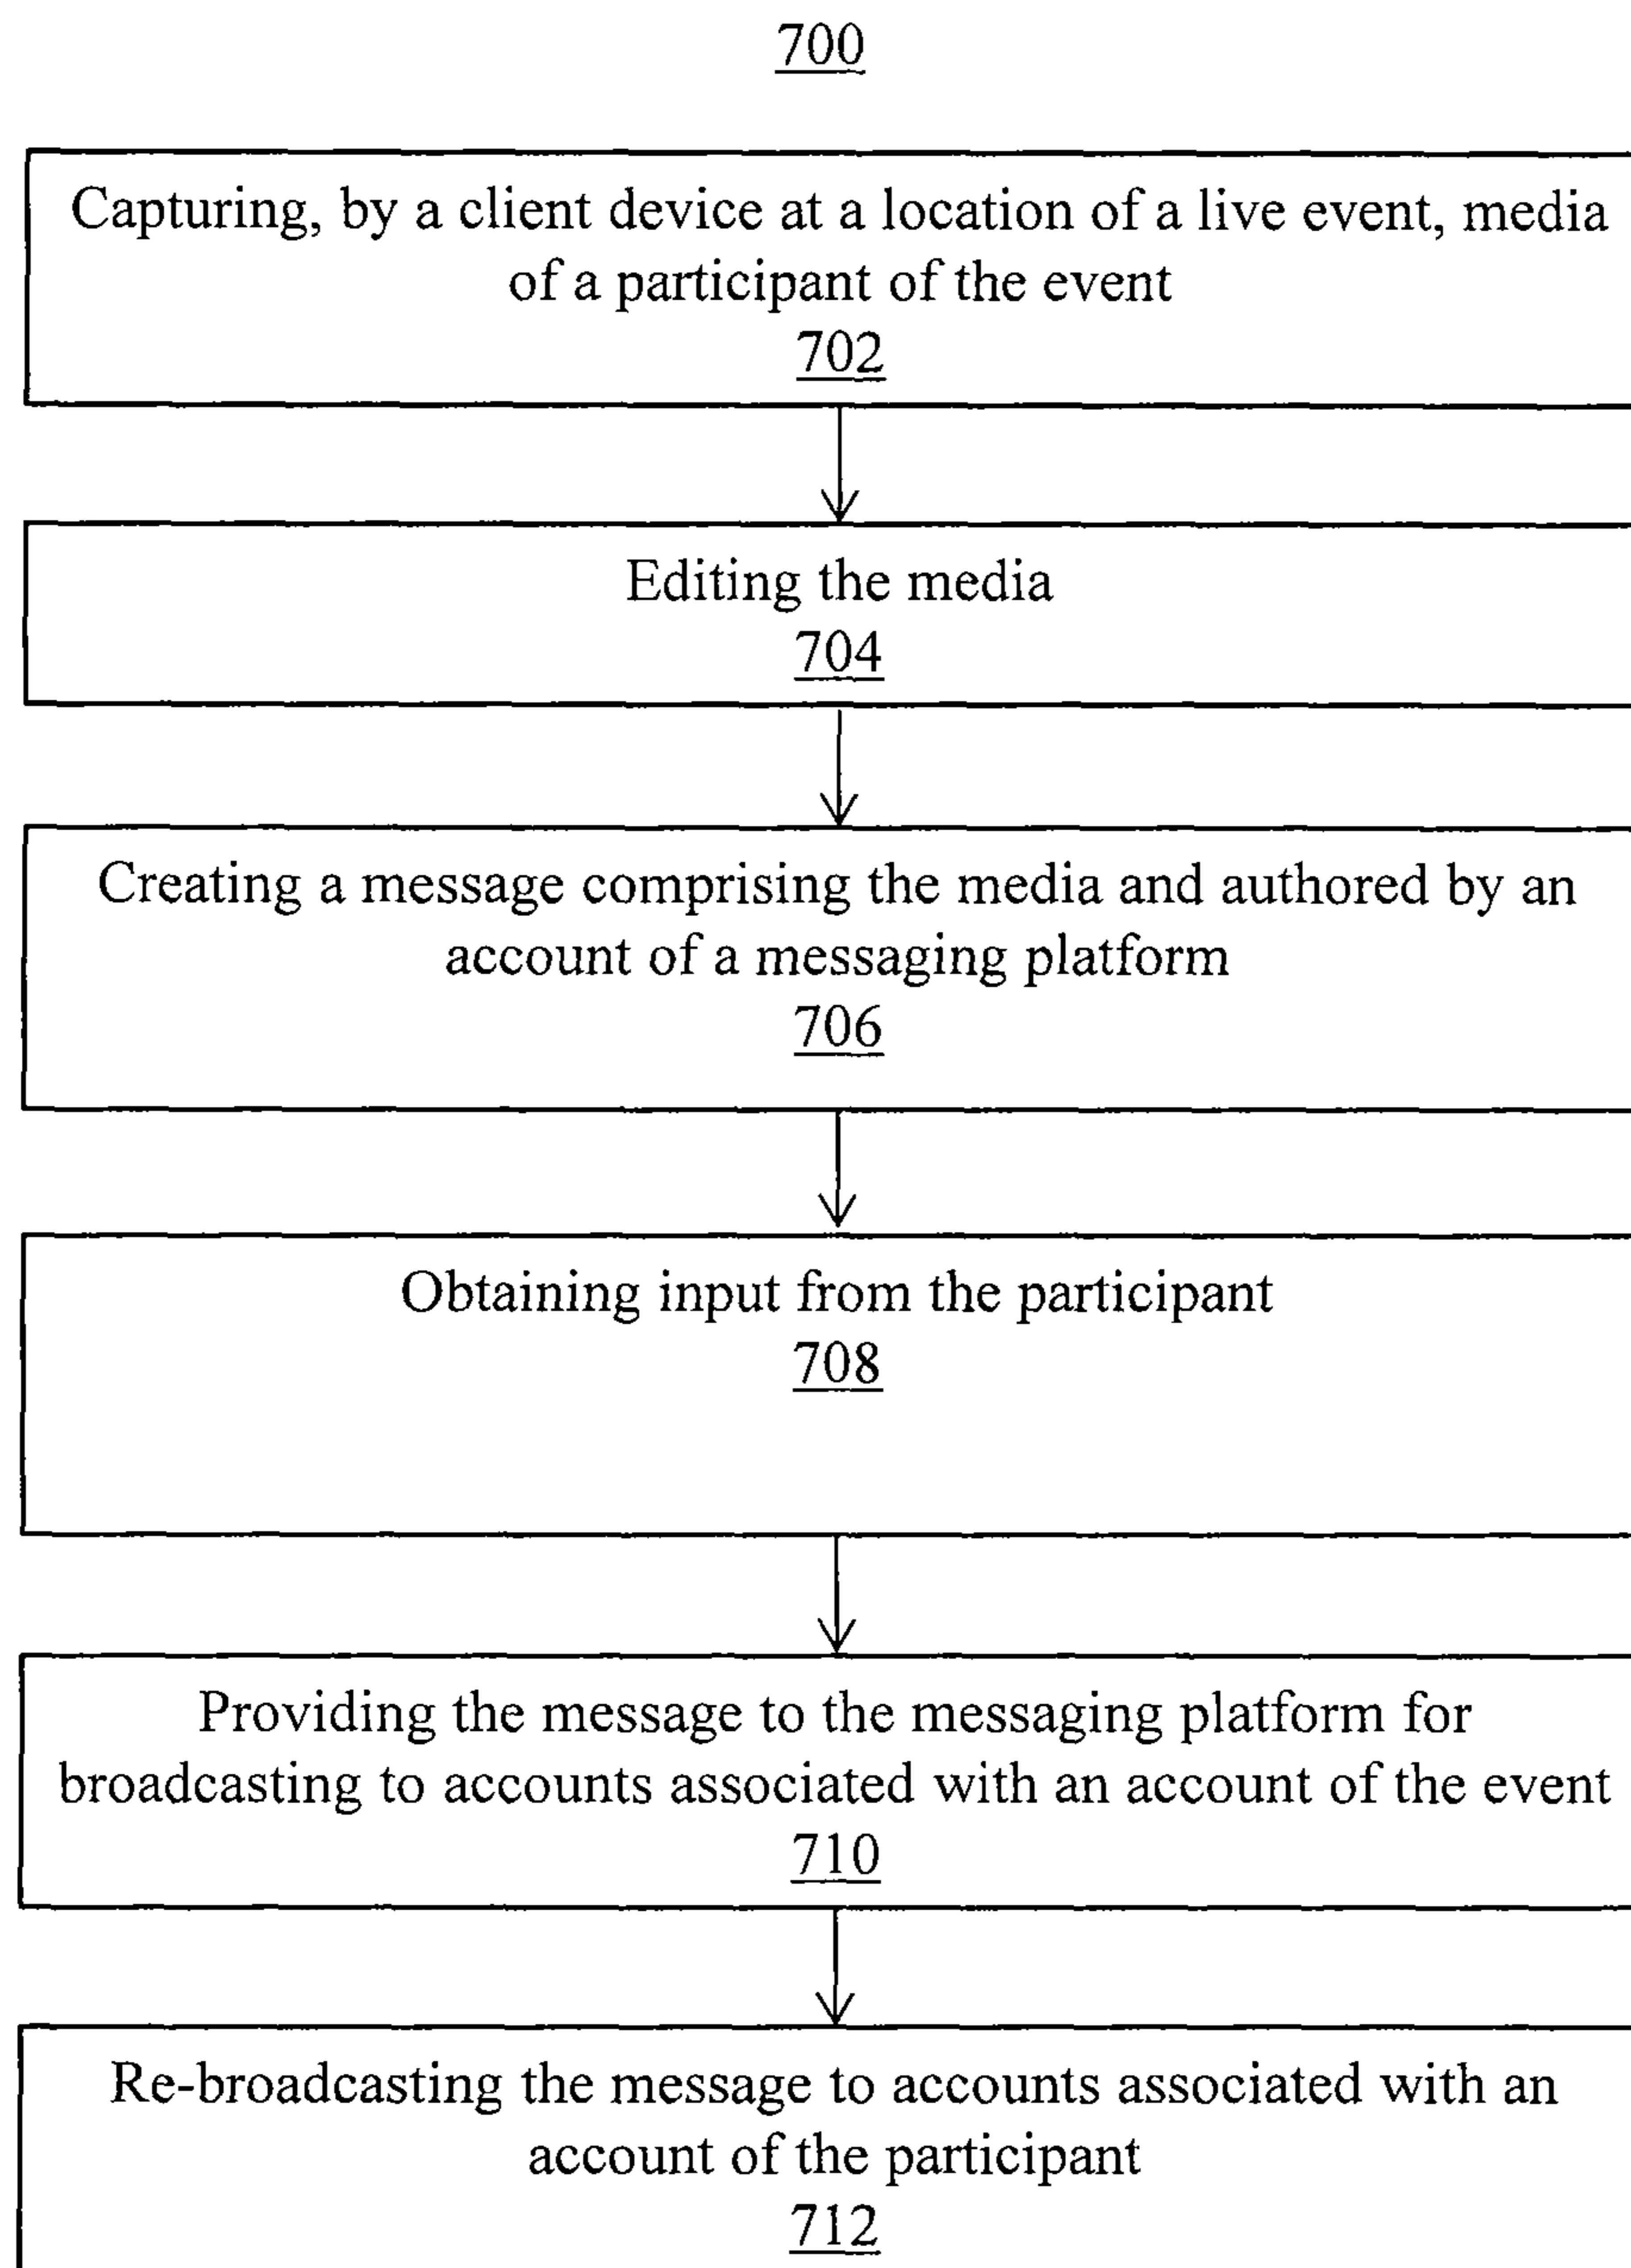 700
Capturing, by a client device at a location of a live event, media
of a participant of the event
702
Editing the media
704
Creating a message comprising the media and authored by an
account of a messaging platform
706
Obtaining input from the participant
708
Providing the message to the messaging platform for
broadcasting to accounts associated with an account of the event
710
Re-broadcasting the message to accounts associated with an
account of the participant
712